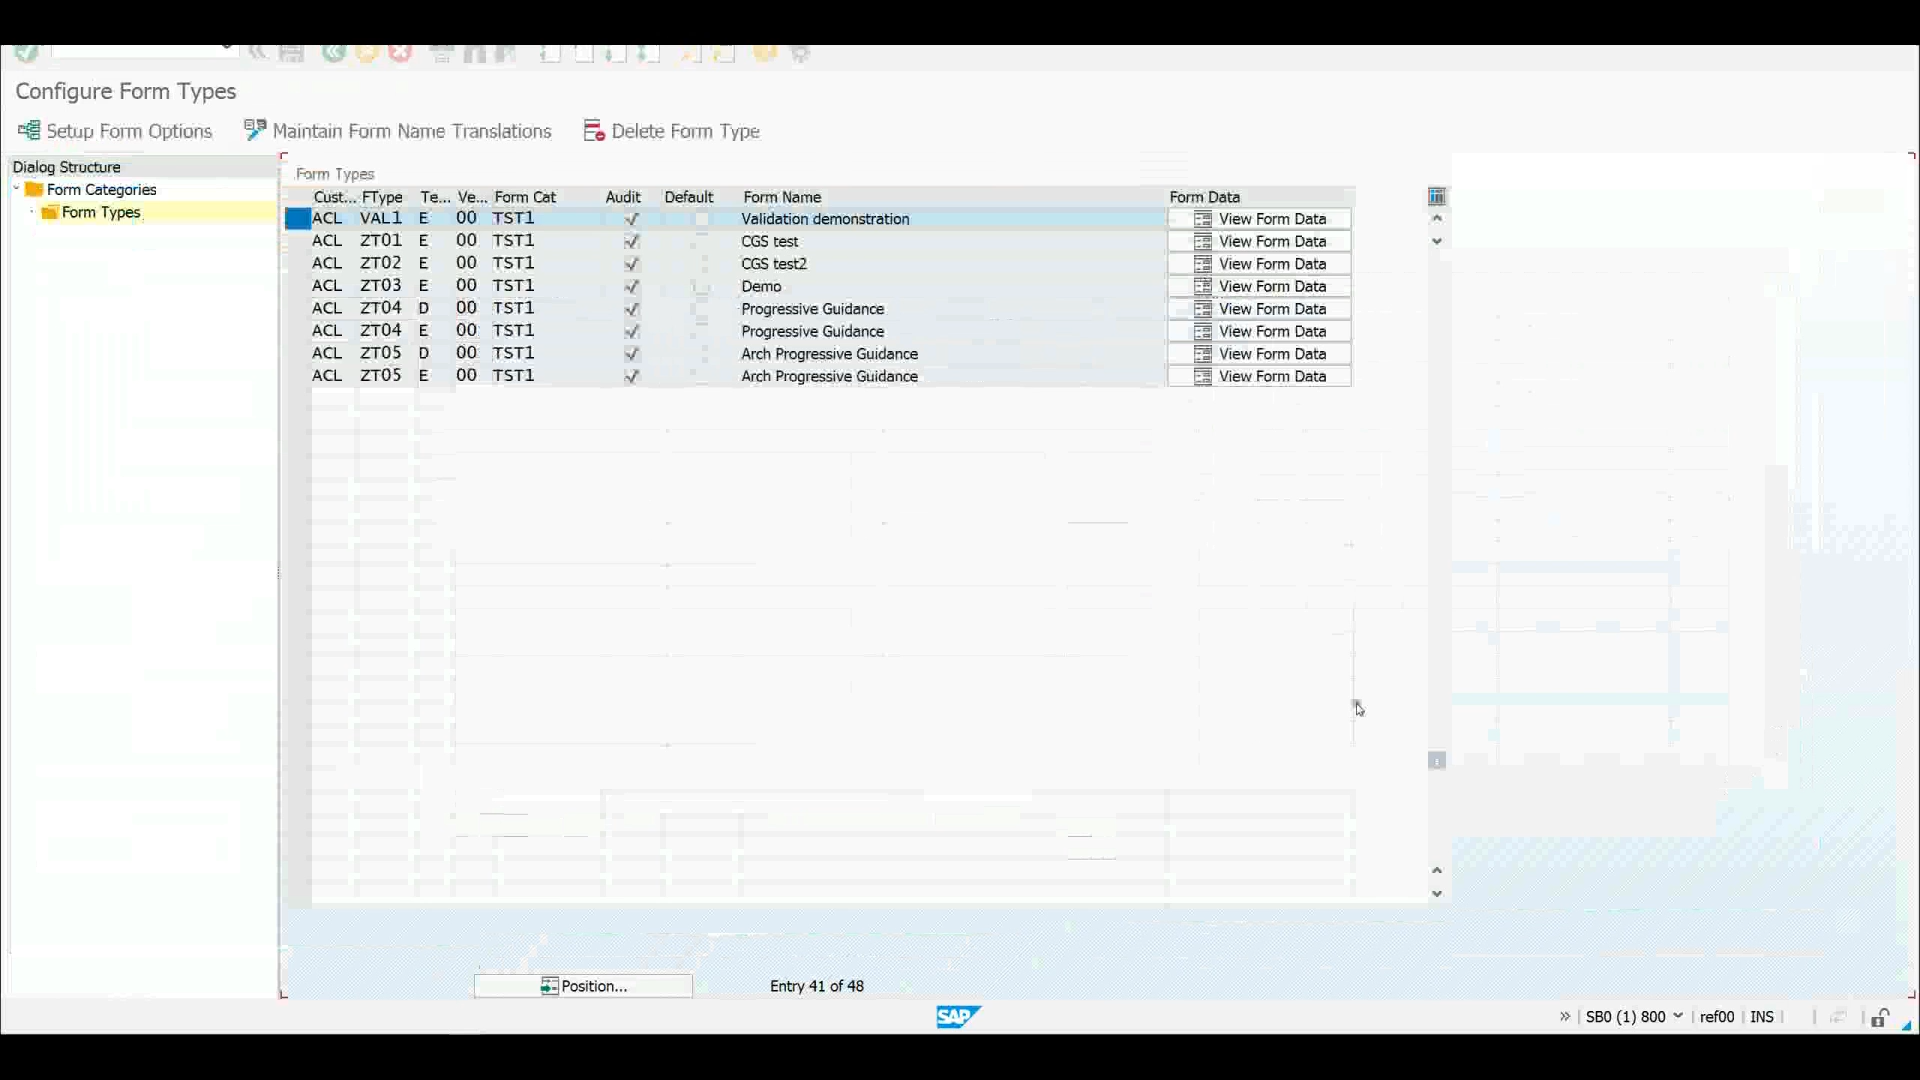 Configure Form Types
Setup Form Options Maintain Form Name Translations Delete Form Type
Dialog Structure
Form Categories
Form Types
Form Types
Cust... FType Te... Ve... Form Cat Audit Default Form Name Form Data
ACL VAL1 E 00 TST1 Validation demonstration View Form Data
ACL ZT01 E 00 TST1 CGS test View Form Data
ACL ZT02 E 00 TST1 CGS test2 View Form Data
ACL ZT03 E 00 TST1 Demo View Form Data
ACL ZT04 D 00 TST1 Progressive Guidance View Form Data
ACL ZT04 E 00 TST1 Progressive Guidance View Form Data
ACL ZT05 D 00 TST1 Arch Progressive Guidance View Form Data
ACL ZT05 E 00 TST1 Arch Progressive Guidance View Form Data
Position... Entry 41 of 48
SAP
SB0 (1) 800 ref00 INS